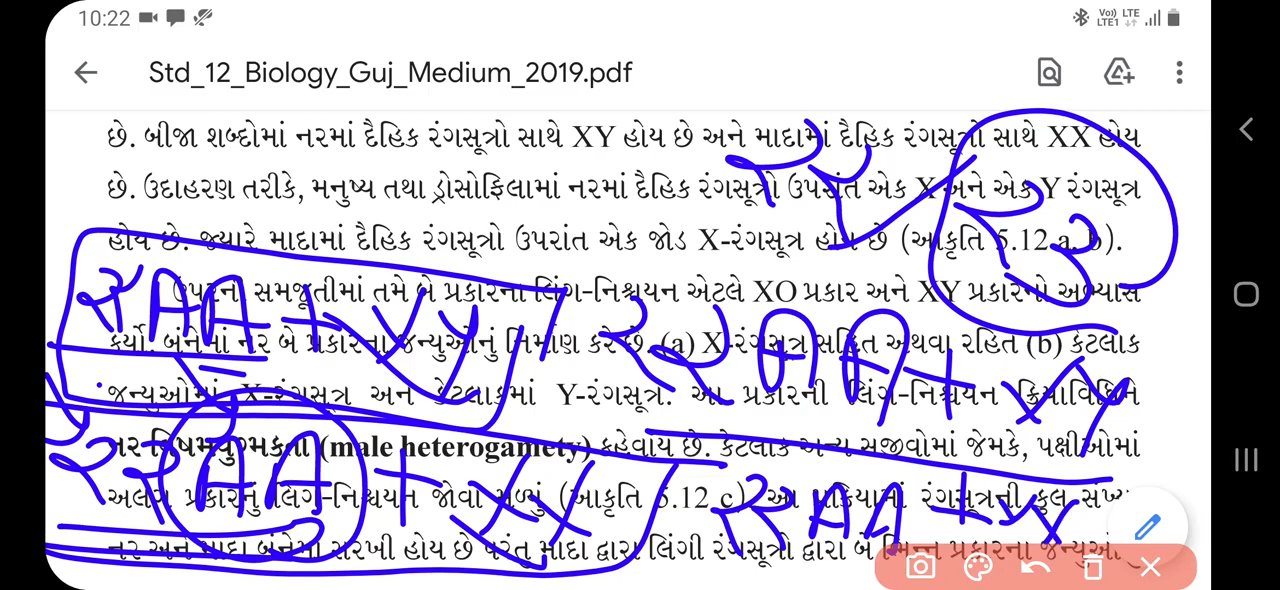 10:22
Vo) LTE
LTE1
Std_12_Biology_Guj_Medium_2019.pdf
છે. બીજા શબ્દોમાં નરમાં દૈહિક રંગસૂત્રો સાથે XY હોય છે અને માદામાં દૈહિક રંગસૂત્રો સાથે XX હોય
છે. ઉદાહરણ તરીકે, મનુષ્ય તથા ડ્રોસોફિલામાં નરમાં દૈહિક રંગસૂત્રો ઉપરાંત એક X અને એક Y રંગસૂત્ર
હોય છે. જ્યારે માદામાં દૈહિક રંગસૂત્રો ઉપરાંત એક જોડ X-રંગસૂત્ર હોય છે (આકૃતિ 5.12 a, b).
ઉપરની સમજૂતીમાં તમે બે પ્રકારના લિંગ-નિશ્ચયન એટલે XO પ્રકાર અને XY પ્રકારનો અભ્યાસ
કર્યો. બંનેમાં નર બે પ્રકારના જન્યુઓનું નિર્માણ કરે છે. (a) X-રંગસૂત્ર સહિત અથવા રહિત (b) કેટલાક
જન્યુઓમાં X-રંગસૂત્ર અને કેટલાકમાં Y-રંગસૂત્ર. આ પ્રકારની લિંગ-નિશ્ચયન ક્રિયાવિધિને
નર-વિષમયુગ્મકતા (male heterogamety) કહેવાય છે. કેટલાક અન્ય સજીવોમાં જેમકે, પક્ષીઓમાં
અલગ પ્રકારનું લિંગ-નિશ્ચયન જોવા મળ્યું (આકૃતિ 5.12 c) આ પ્રક્રિયામાં રંગસૂત્રની કુલ
નર અને માદા બંનેમાં સરખી હોય છે પરંતુ માદા દ્વારા લિંગી રંગસૂત્રો દ્વારા બે ભિન્ન પ્રકારના
AA + XY
AA + XY
AA + XX
AA + XX